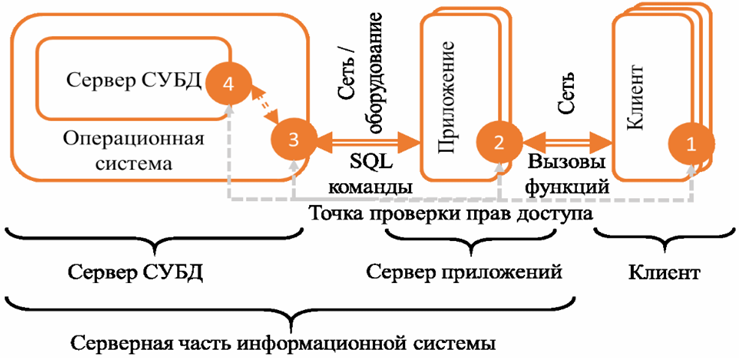 Сервер СУБД
4
Операционная
система
3
Сеть /
оборудование
SQL
команды
Приложение
2
Сеть
Вызовы
функций
Клиент
1
Точка проверки прав доступа
Сервер СУБД
Сервер приложений
Клиент
Серверная часть информационной системы